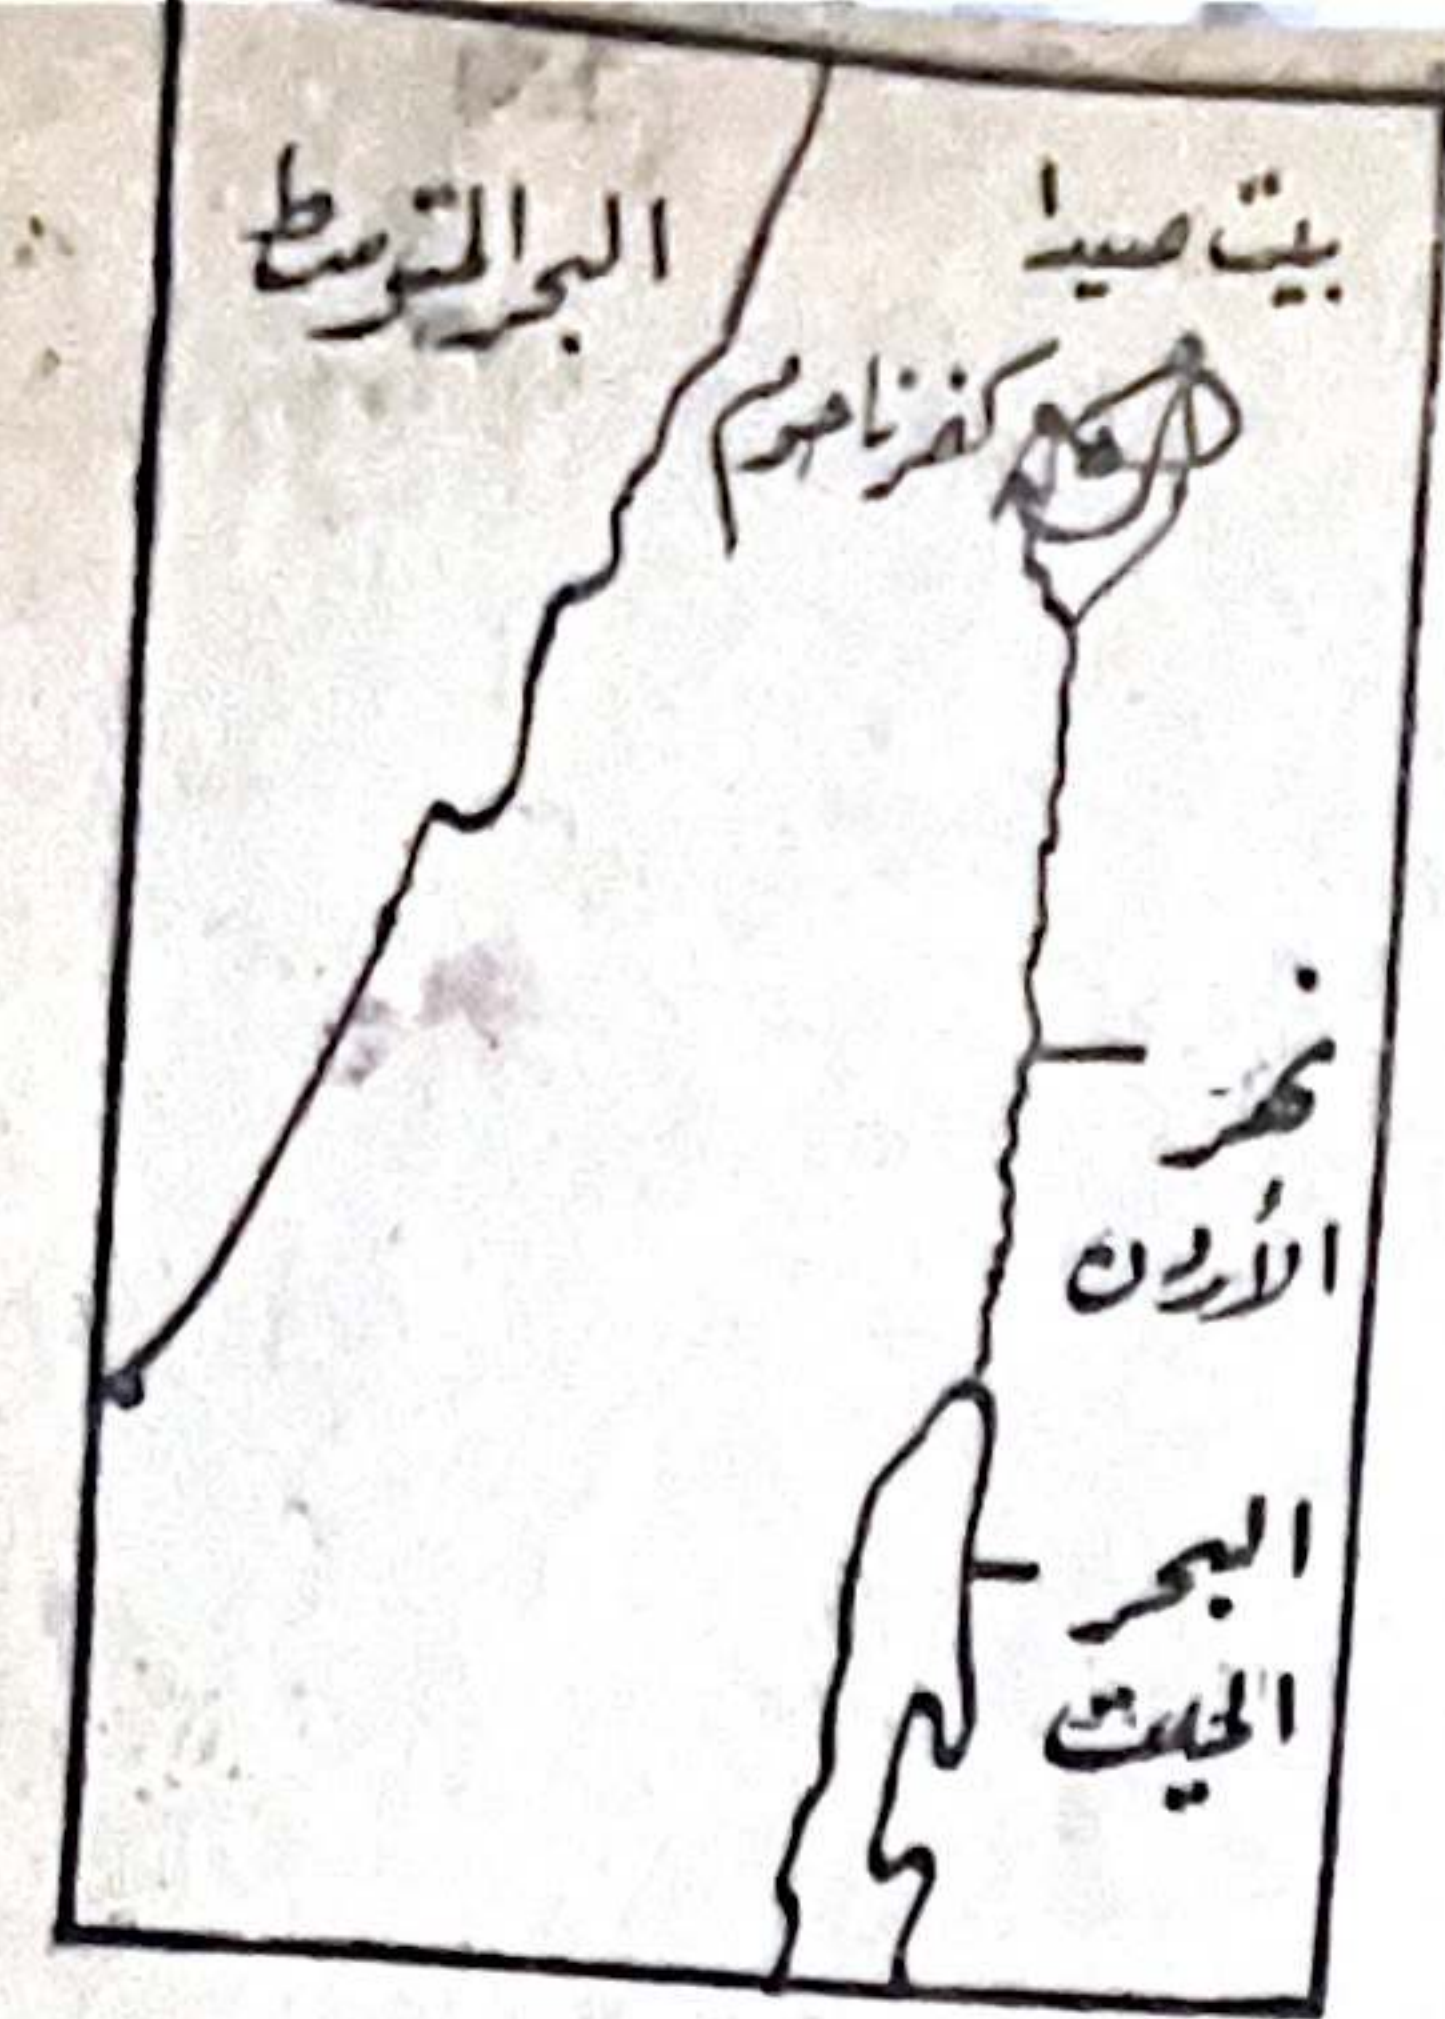 البحر المتوسط
بيت صيدا
كفرناحوم
نهر
الأردن
البحر
الميت